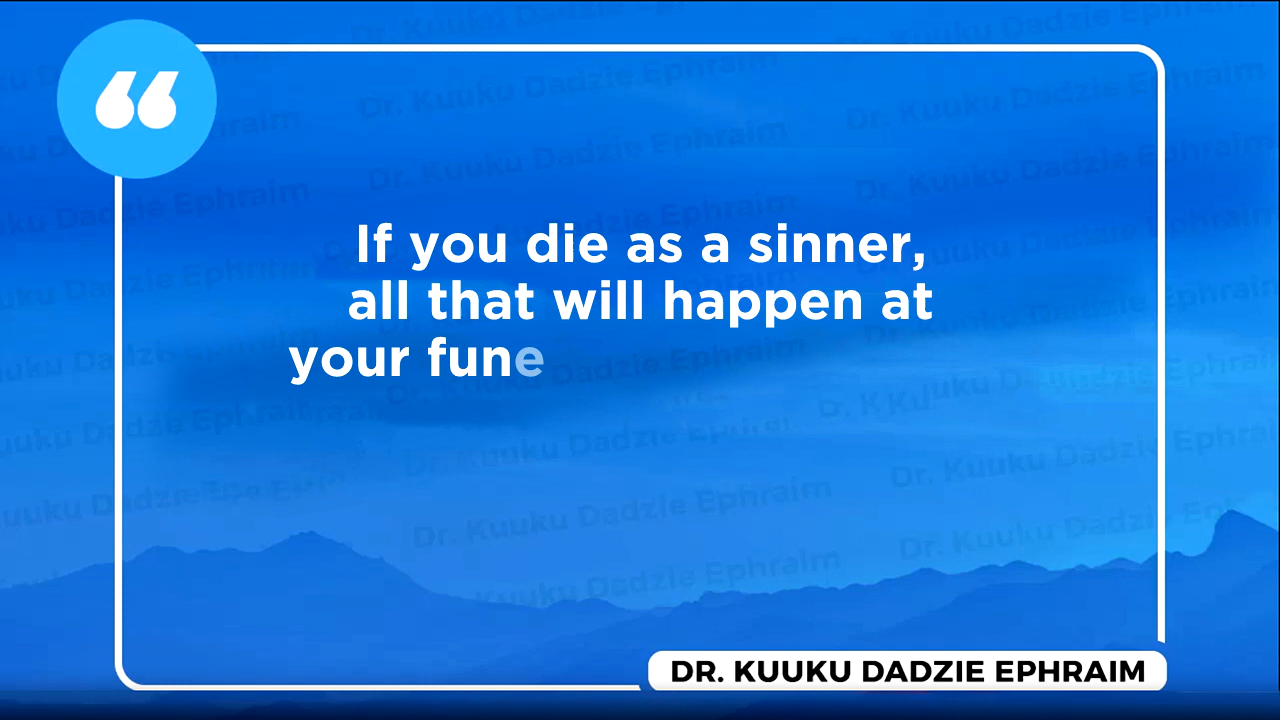 If you die as a sinner,
all that will happen at
your fune
DR. KUUKU DADZIE EPHRAIM